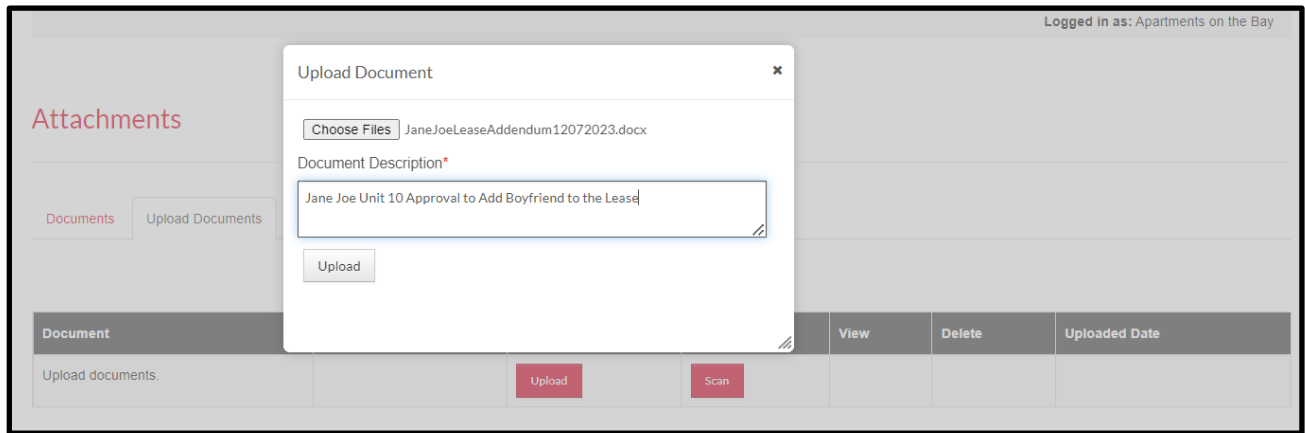 Logged in as: Apartments on the Bay
Upload Document ×
Attachments
Choose Files JaneJoeLeaseAddendum12072023.docx
Document Description*
Jane Joe Unit 10 Approval to Add Boyfriend to the Lease
Documents Upload Documents
Upload
Document View Delete Uploaded Date
Upload documents. Upload Scan